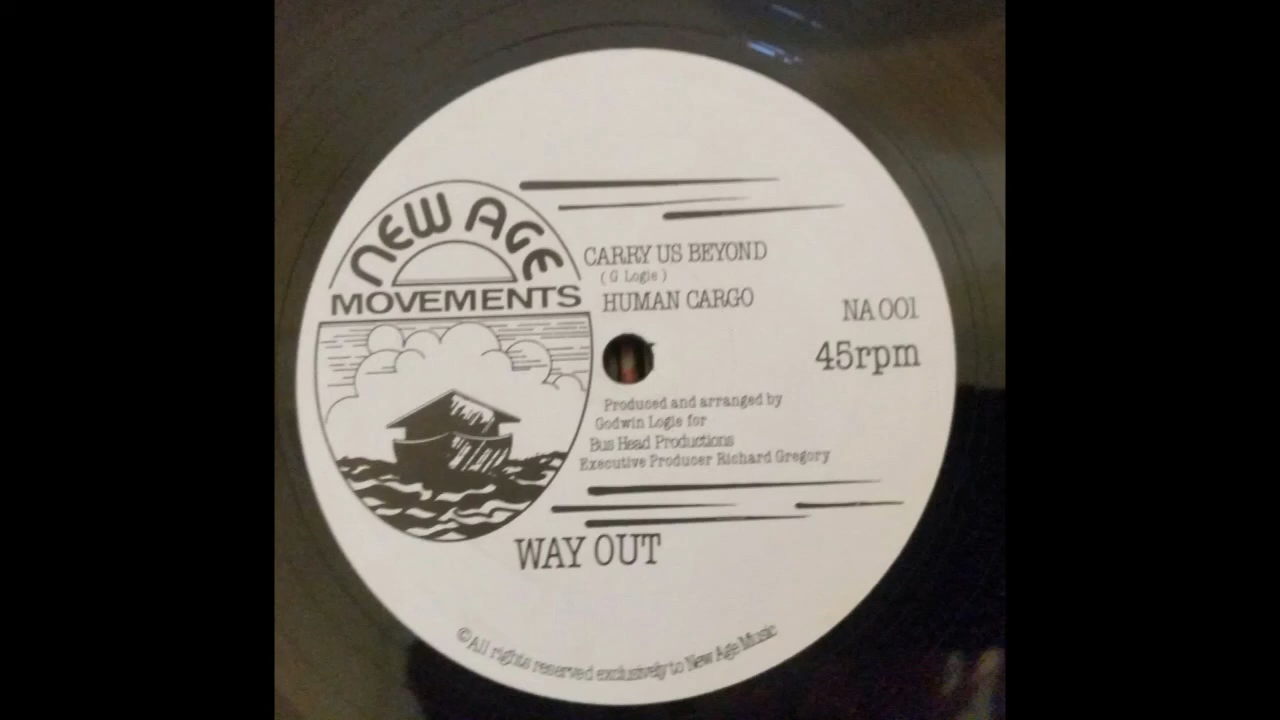 NEW AGE
MOVEMENTS
CARRY US BEYOND
( G Logie )
HUMAN CARGO
NA 001
45rpm
Produced and arranged by
Godwin Logie for
Bus Head Productions
Executive Producer Richard Gregory
WAY OUT
©All rights reserved exclusively to New Age Music